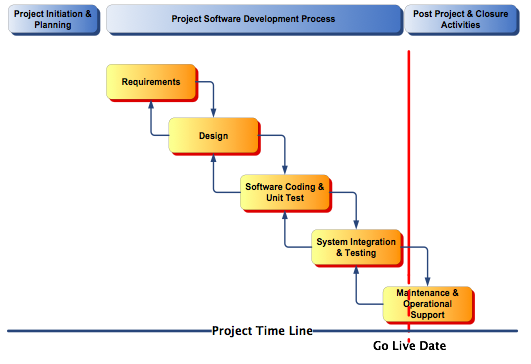 Project Initiation &
Planning
Project Software Development Process
Post Project & Closure
Activities
Requirements
Design
Software Coding &
Unit Test
System Integration
& Testing
Maintenance &
Operational
Support
Project Time Line
Go Live Date